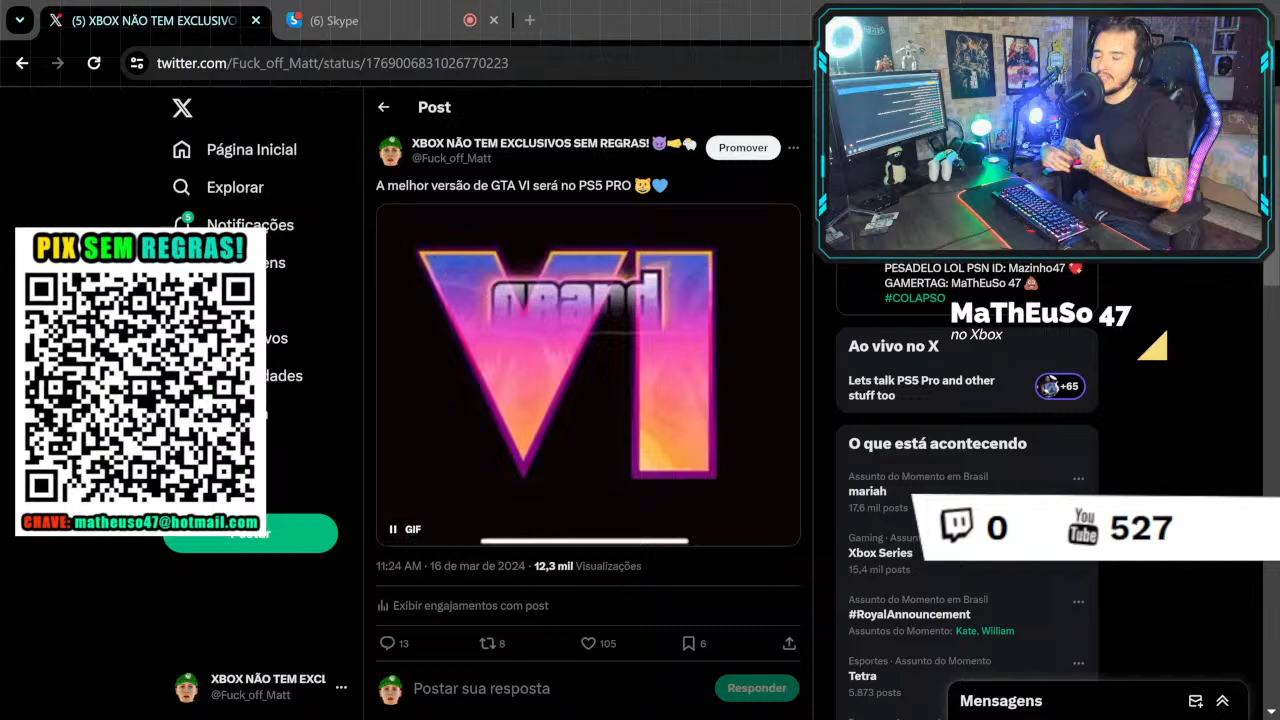 (5) XBOX NÃO TEM EXCLUSIVO
(6) Skype
twitter.com/Fuck_off_Matt/status/1769009561026770223
Post
XBOX NÃO TEM EXCLUSIVOS SEM REGRAS!
@Fuck_off_Matt
Promover
A melhor versão de GTA VI será no PS5 PRO
Página Inicial
Explorar
5
Notificações
PIX SEM REGRAS!
CHAVE: matheuso47@hotmail.com
VI
Grand
GIF
11:24 AM · 16 de mar de 2024 · 12,3 mil Visualizações
Exibir engajamentos com post
13
8
105
6
Postar sua resposta
Responder
XBOX NÃO TEM EXCL
@Fuck_off_Matt
PESADELO LOL PSN ID: Mazinho47
GAMERTAG: MaThEuSo 47
#COLAPSO
MaThEuSo 47
no Xbox
Ao vivo no X
Lets talk PS5 Pro and other
stuff too
+65
O que está acontecendo
Assunto do Momento em Brasil
mariah
17,6 mil posts
Gaming · Assun
Xbox Series
15,4 mil posts
0
You
Tube
527
Assunto do Momento em Brasil
#RoyalAnnouncement
Assuntos do Momento: Kate, William
Esportes · Assunto do Momento
Tetra
5.873 posts
Mensagens